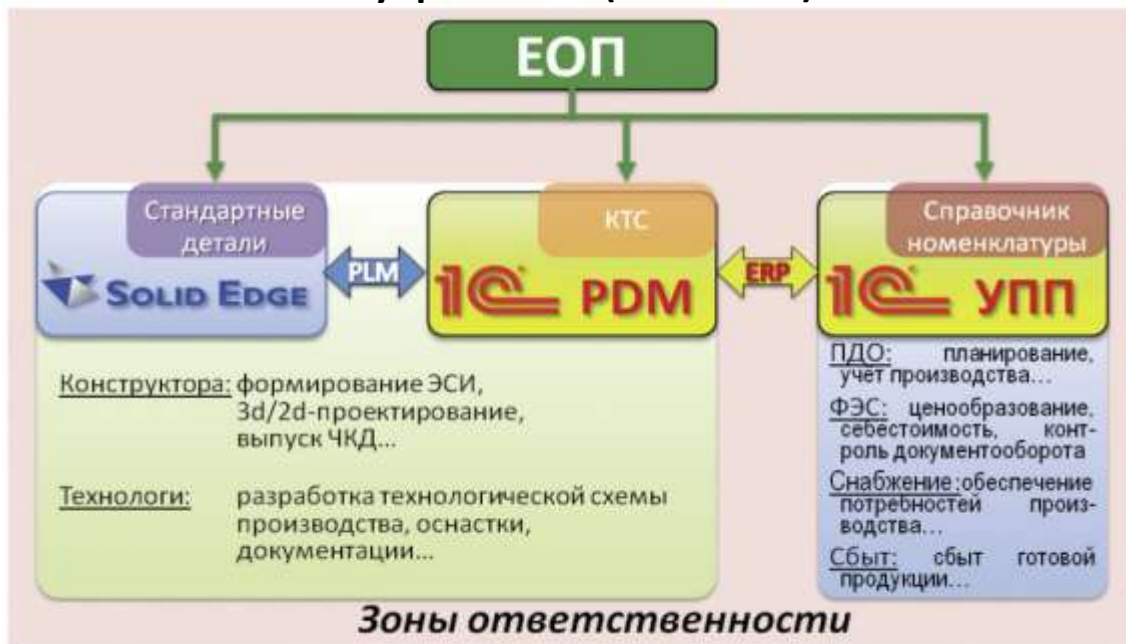 ЕОП
Стандартные
детали
SOLID EDGE
PLM
КТС
1С PDM
ERP
Справочник
номенклатуры
1С УПП
Конструктора: формирование ЭСИ,
3d/2d-проектирование,
выпуск ЧКД...
Технологи: разработка технологической схемы
производства, оснастки,
документации...
ПДО: планирование,
учет производства...
ФЭС: ценообразование,
себестоимость, конт-
роль документооборота
Снабжение:обеспечение
потребностей произ-
водства...
Сбыт: сбыт готовой
продукции...
Зоны ответственности